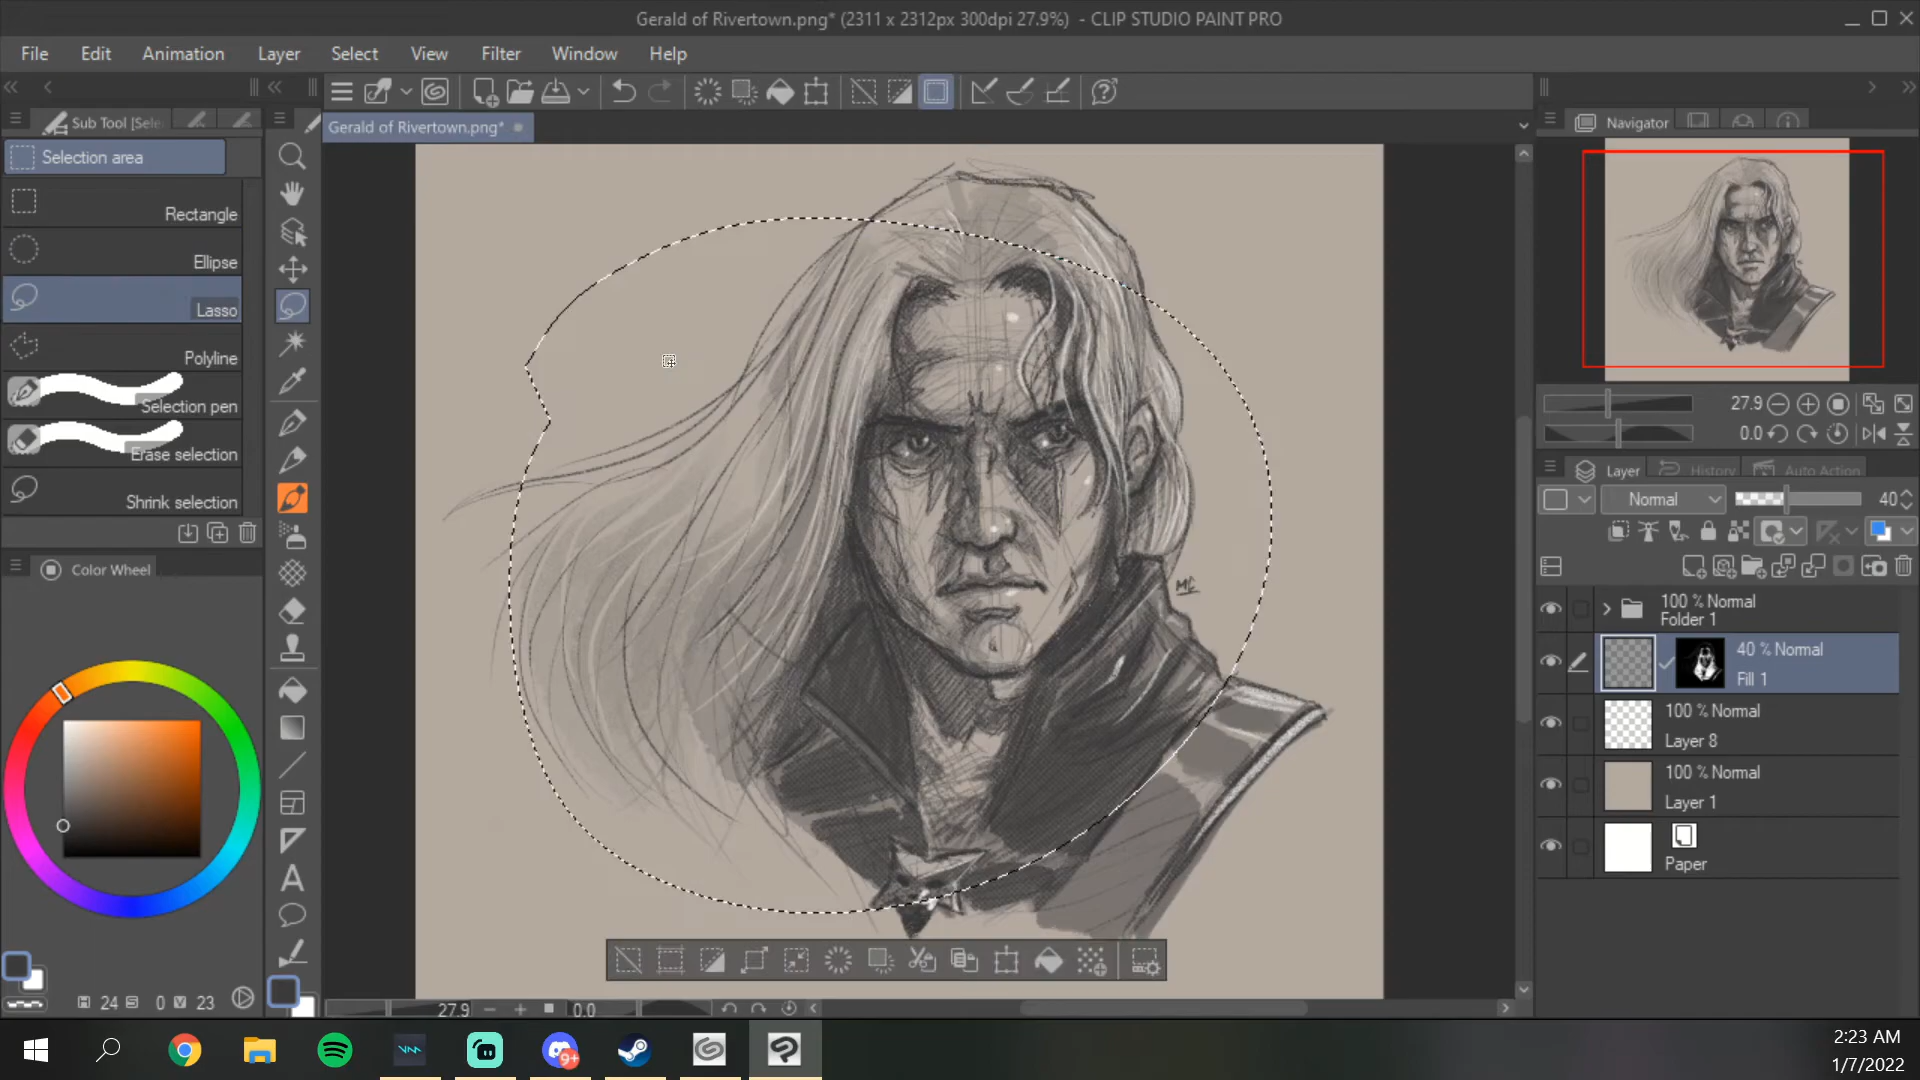 Gerald of Rivertown.png* (2311 x 2312px 300dpi 27.9%)  - CLIP STUDIO PAINT PRO
File Edit Animation Layer Select View Filter Window Help
Sub Tool [Sele
Gerald of Rivertown.png*
Navigator
Selection area
Rectangle
Ellipse
Lasso
Polyline
Selection pen
Erase selection
Shrink selection
27.9
0.0
Layer History Auto Action
Normal 40
Color Wheel
100 % Normal
Folder 1
40 % Normal
Fill 1
100 % Normal
Layer 8
100 % Normal
Layer 1
Paper
MC
H 24 S 0 V 23
27.9 0.0
9+
2:23 AM
1/7/2022